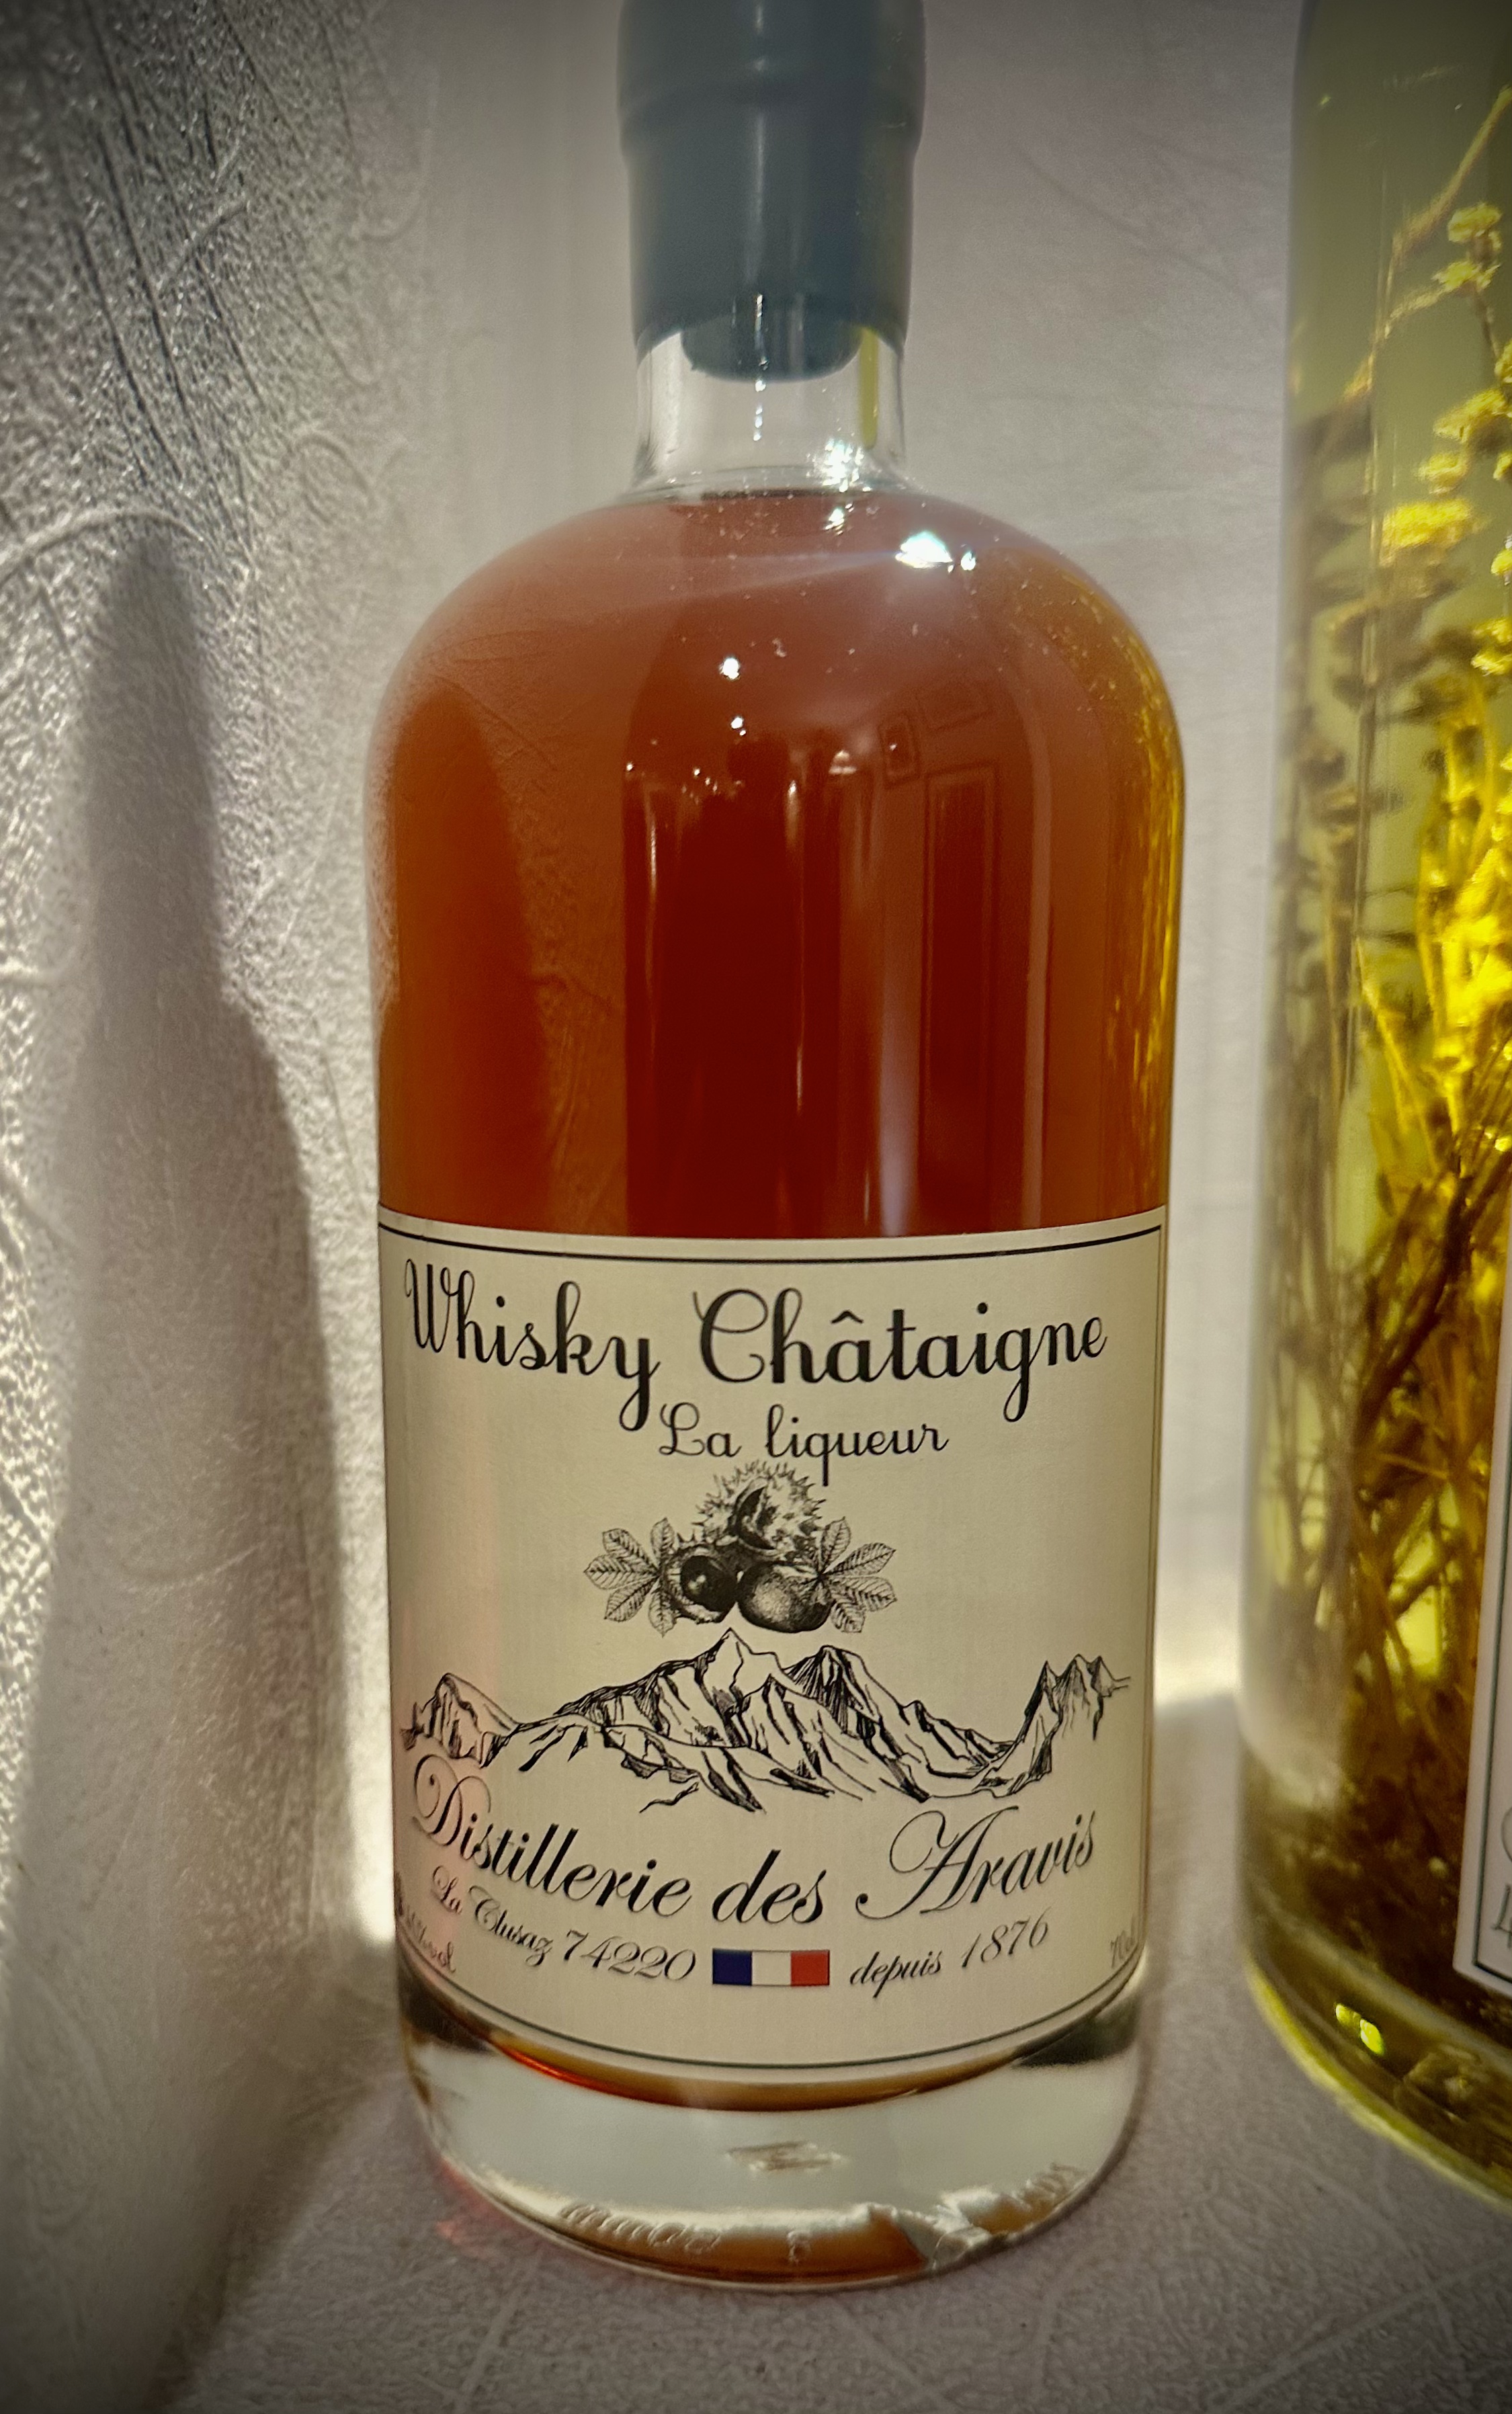 Whisky Châtaigne
La liqueur
Distillerie des Aravis
La Clusaz 74220 depuis 1876